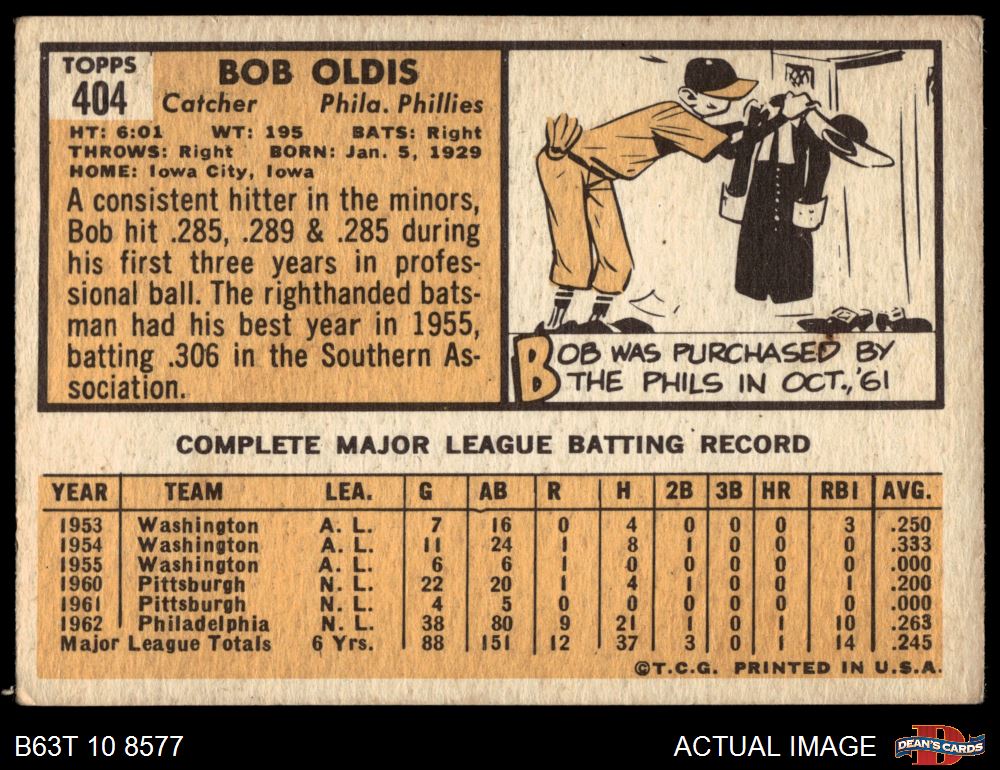 TOPPS
404
BOB OLDIS
Catcher Phila. Phillies
HT: 6:01 WT: 195 BATS: Right
THROWS: Right BORN: Jan. 5, 1929
HOME: Iowa City, Iowa
A consistent hitter in the minors,
Bob hit .285, .289 & .285 during
his first three years in profes-
sional ball. The righthanded bats-
man had his best year in 1955,
batting .306 in the Southern As-
sociation.
BOB WAS PURCHASED BY
THE PHILS IN OCT., '61
COMPLETE MAJOR LEAGUE BATTING RECORD
YEAR TEAM LEA. G AB R H 2B 3B HR RBI AVG.
1953 Washington A. L. 7 16 0 4 0 0 0 3 .250
1954 Washington A. L. 11 24 1 8 1 0 0 0 .333
1955 Washington A. L. 6 6 1 0 0 0 0 0 .000
1960 Pittsburgh N. L. 22 20 1 4 1 0 0 1 .200
1961 Pittsburgh N. L. 4 5 0 0 0 0 0 0 .000
1962 Philadelphia N. L. 38 80 9 21 1 0 1 10 .263
Major League Totals 6 Yrs. 88 151 12 37 3 0 1 14 .245
©T.C.G. PRINTED IN U.S.A.
B63T 10 8577 ACTUAL IMAGE DEAN'S CARDS